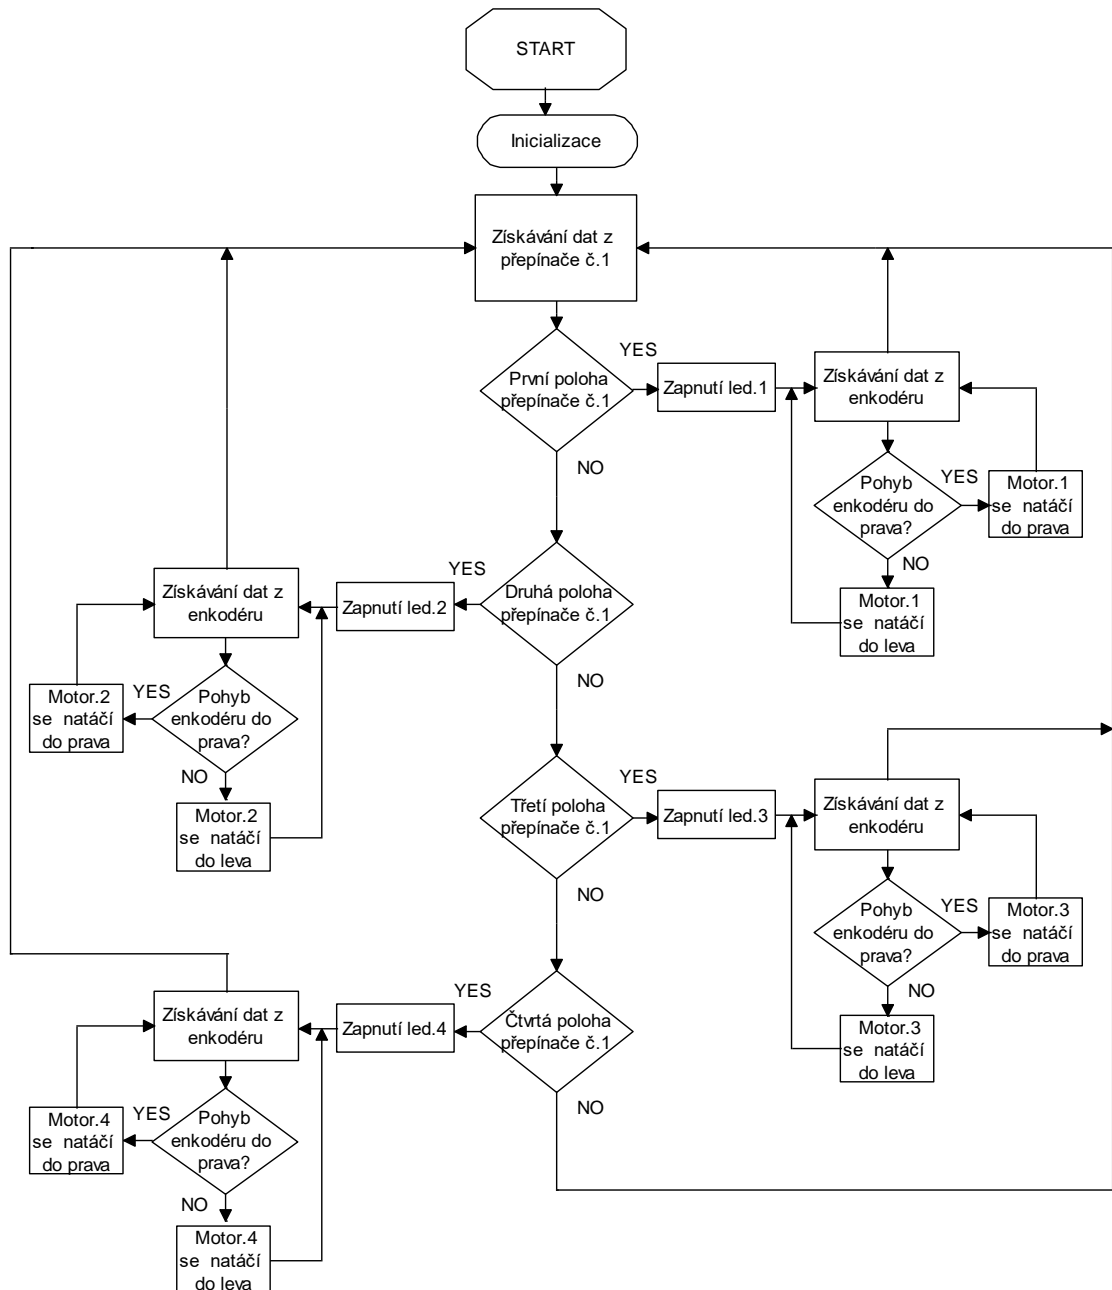 START
Inicializace
Získávání dat z
přepínače č.1
První poloha
přepínače č.1
YES
Zapnutí led.1
Získávání dat z
enkodéru
Pohyb
enkodéru do
prava?
YES
Motor.1
se natáčí
do prava
NO
Motor.1
se natáčí
do leva
NO
Druhá poloha
přepínače č.1
YES
Zapnutí led.2
Získávání dat z
enkodéru
Pohyb
enkodéru do
prava?
YES
Motor.2
se natáčí
do prava
NO
Motor.2
se natáčí
do leva
NO
Třetí poloha
přepínače č.1
YES
Zapnutí led.3
Získávání dat z
enkodéru
Pohyb
enkodéru do
prava?
YES
Motor.3
se natáčí
do prava
NO
Motor.3
se natáčí
do leva
NO
Čtvrtá poloha
přepínače č.1
YES
Zapnutí led.4
Získávání dat z
enkodéru
Pohyb
enkodéru do
prava?
YES
Motor.4
se natáčí
do prava
NO
Motor.4
se natáčí
do leva
NO